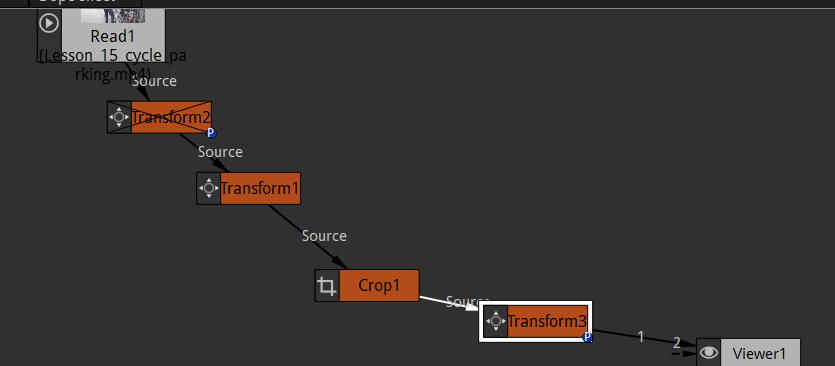 Read1
(Lesson_15_cycle_pa
rking.mp4)
Source
Transform2
P
Source
Transform1
Source
Crop1
Source
Transform3
P
1
2
Viewer1